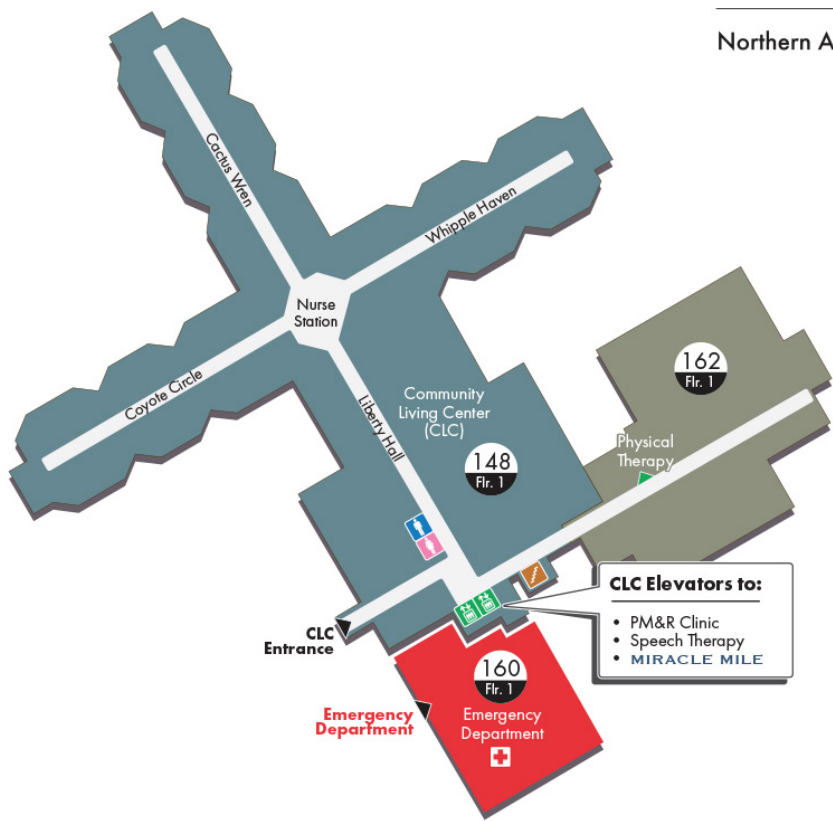 Northern A
Cactus Wren
Whipple Haven
Nurse
Station
Coyote Circle
Liberty Hall
Community
Living Center
(CLC)
148
Flr. 1
162
Flr. 1
Physical
Therapy
CLC
Entrance
CLC Elevators to:
• PM&R Clinic
• Speech Therapy
• MIRACLE MILE
160
Flr. 1
Emergency
Department
Emergency
Department